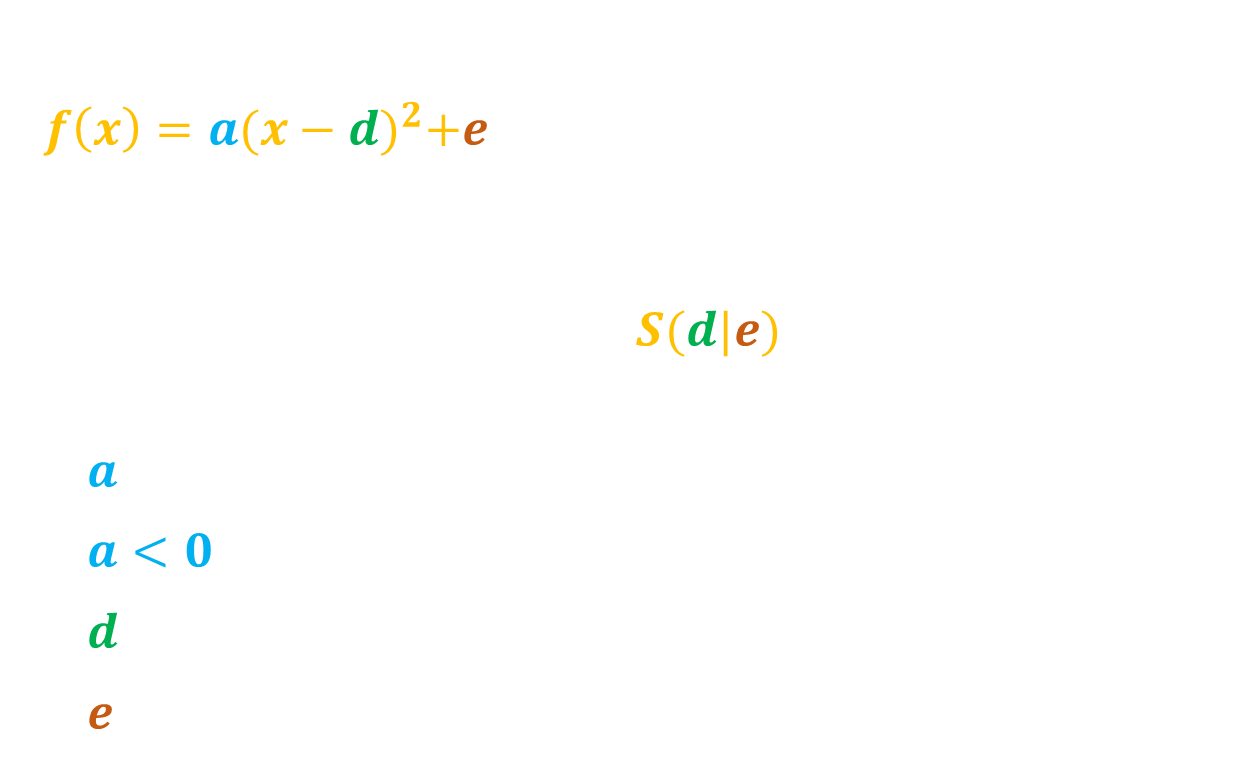 f(x) = a(x − d)²+e
S(d|e)
a
a < 0
d
e